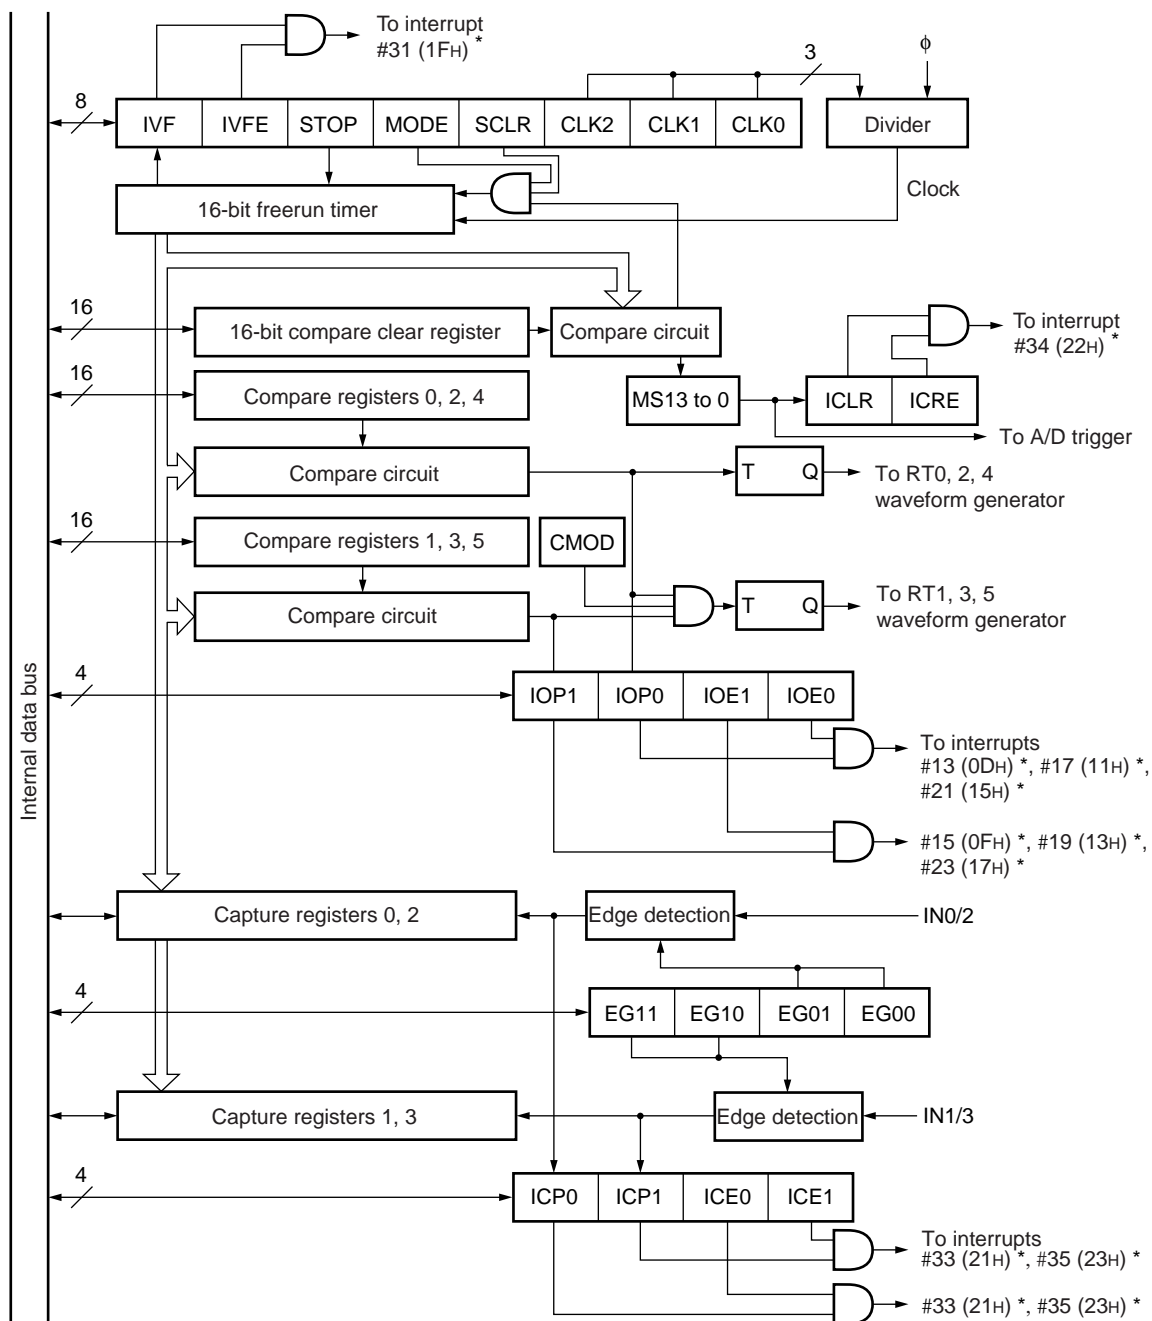 To interrupt
#31 (1FH) *
3
ϕ
8
IVF IVFE STOP MODE SCLR CLK2 CLK1 CLK0
Divider
Clock
16-bit freerun timer
16
16-bit compare clear register
Compare circuit
To interrupt
#34 (22H) *
16
Compare registers 0, 2, 4
MS13 to 0
ICLR ICRE
To A/D trigger
Compare circuit
T Q
To RT0, 2, 4
waveform generator
16
Compare registers 1, 3, 5
CMOD
Compare circuit
T Q
To RT1, 3, 5
waveform generator
4
IOP1 IOP0 IOE1 IOE0
To interrupts
#13 (0DH) *, #17 (11H) *,
#21 (15H) *
#15 (0FH) *, #19 (13H) *,
#23 (17H) *
Internal data bus
Capture registers 0, 2
Edge detection
IN0/2
4
EG11 EG10 EG01 EG00
Capture registers 1, 3
Edge detection
IN1/3
4
ICP0 ICP1 ICE0 ICE1
To interrupts
#33 (21H) *, #35 (23H) *
#33 (21H) *, #35 (23H) *